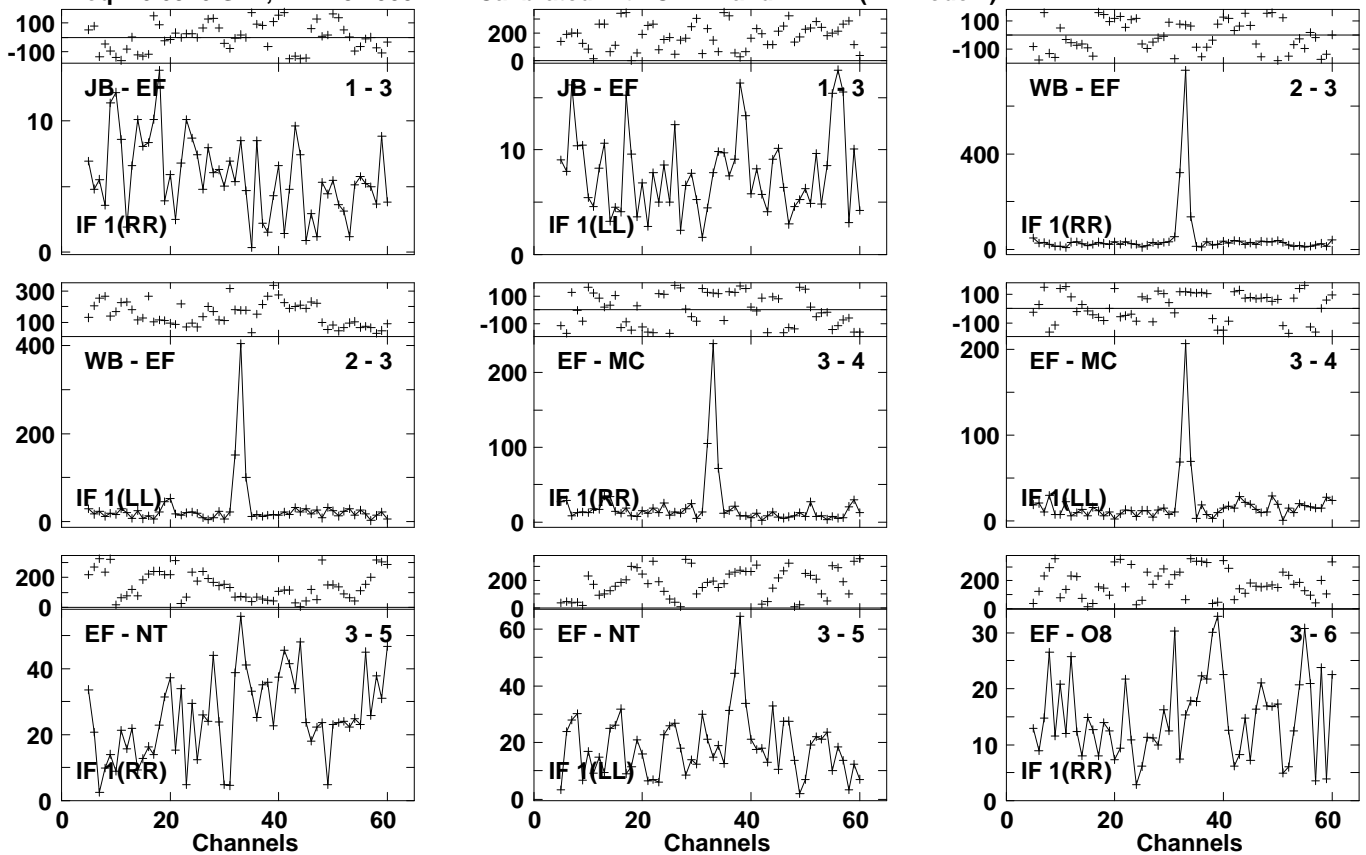 100
-100
JB - EF 1 - 3
10
IF 1(RR)
0
200
0
JB - EF 1 - 3
10
IF 1(LL)
0
100
-100
WB - EF 2 - 3
400
IF 1(RR)
0
300
100
400
WB - EF 2 - 3
200
IF 1(LL)
0
100
-100
EF - MC 3 - 4
200
100
IF 1(RR)
0
100
-100
200
EF - MC 3 - 4
100
IF 1(LL)
0
200
0
EF - NT 3 - 5
40
20
IF 1(RR)
0
0 20 40 60
Channels
200
0
60
EF - NT 3 - 5
40
20
IF 1(LL)
0
0 20 40 60
Channels
200
0
30
EF - O8 3 - 6
20
10
IF 1(RR)
0
0 20 40 60
Channels